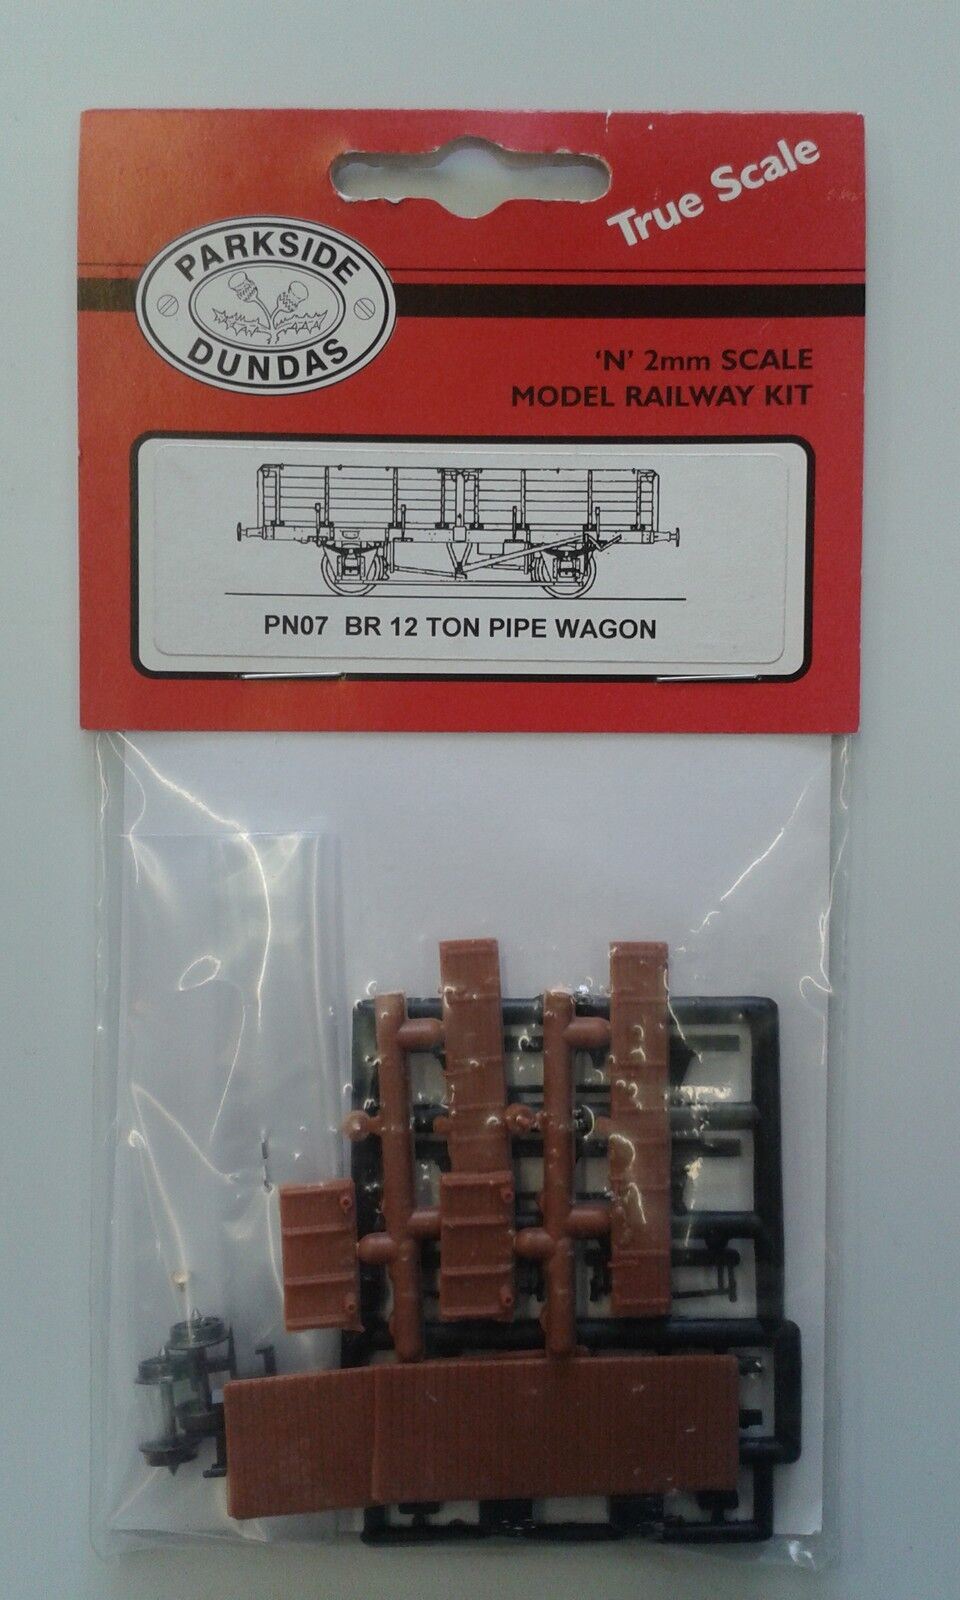 True Scale
PARKSIDE
DUNDAS
'N' 2mm SCALE
MODEL RAILWAY KIT
PN07 BR 12 TON PIPE WAGON